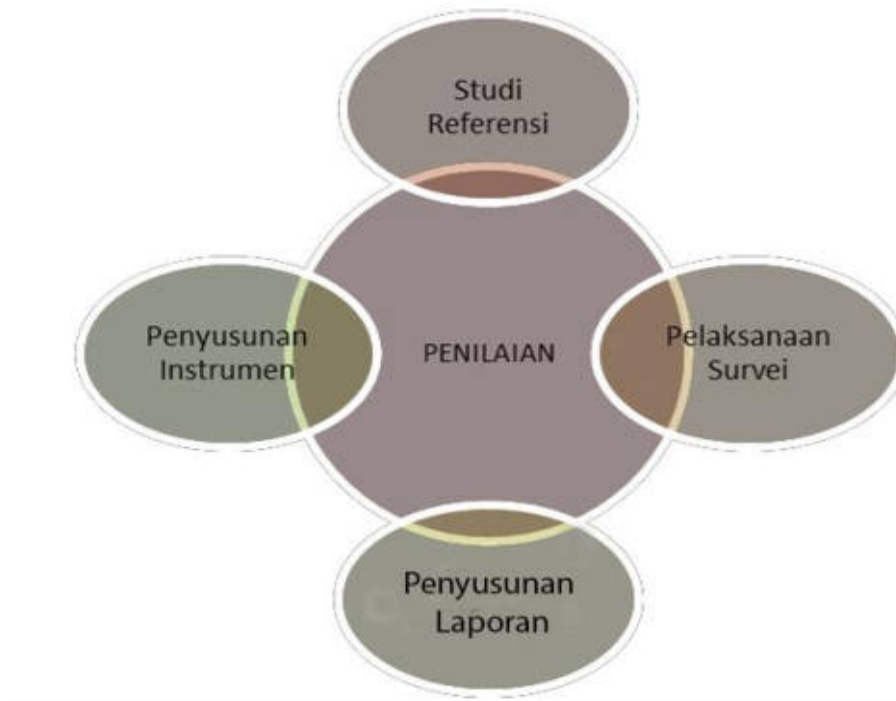 Studi
Referensi
Penyusunan
Instrumen
PENILAIAN
Pelaksanaan
Survei
Penyusunan
Laporan